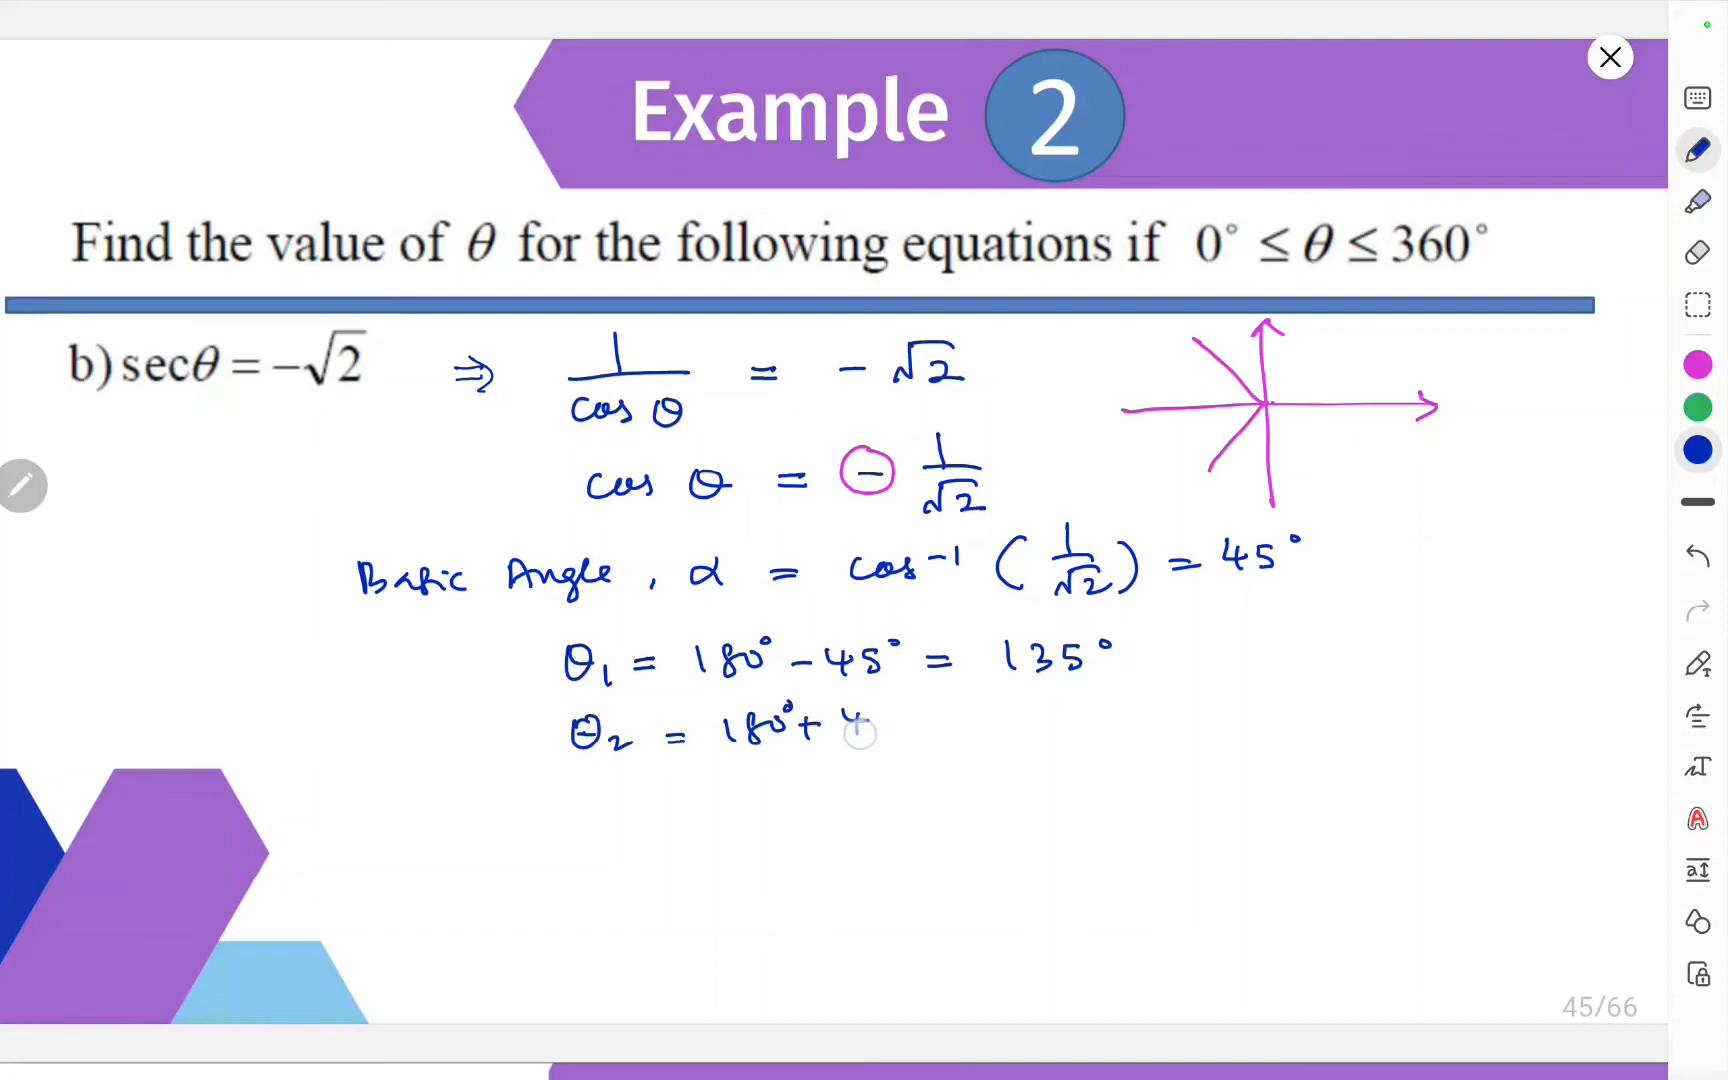 Example 2
Find the value of θ for the following equations if 0° ≤ θ ≤ 360°
b) secθ = −√2 ⇒ 1/cos θ = − √2
cos θ = − 1/√2
Basic Angle, α = cos⁻¹ (1/√2) = 45°
θ₁ = 180° − 45° = 135°
θ₂ = 180° + 4
45/66